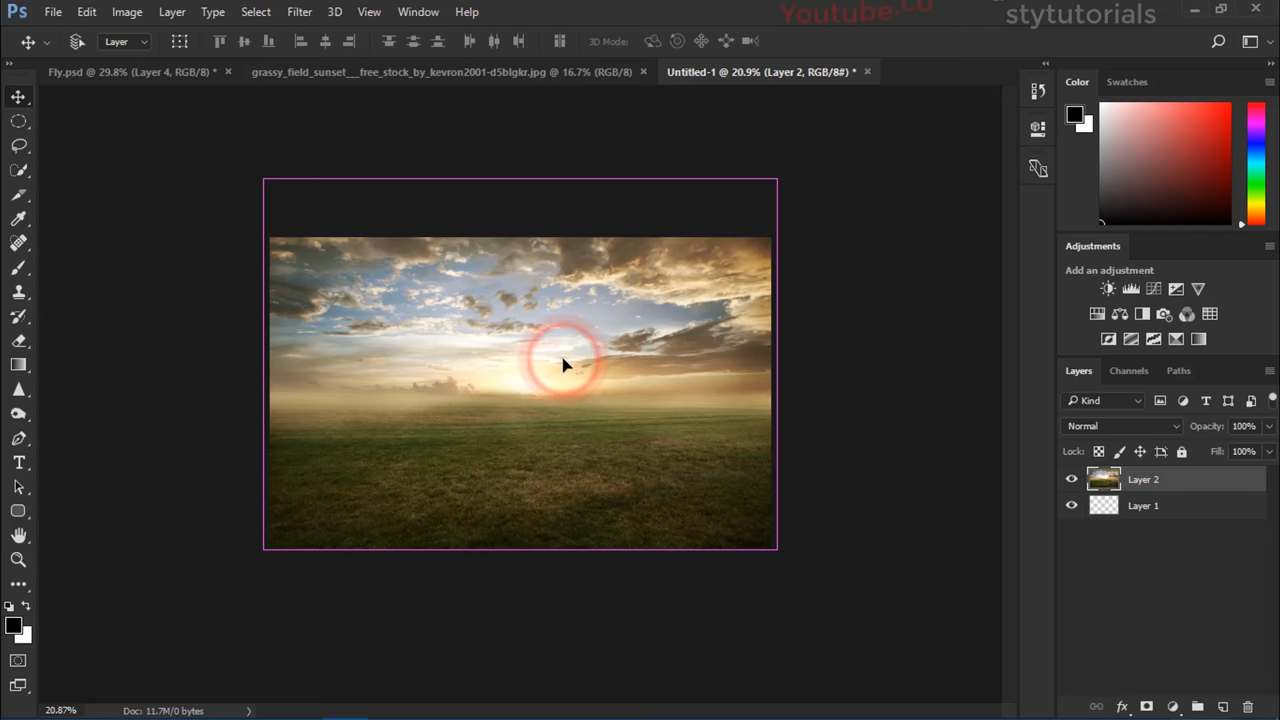 Youtube.co
stytutorials
Ps File Edit Image Layer Type Select Filter 3D View Window Help
Layer 3D Mode:
Fly.psd @ 29.8% (Layer 4, RGB/8) * × grassy_field_sunset___free_stock_by_kevron2001-d5blgkr.jpg @ 16.7% (RGB/8) × Untitled-1 @ 20.9% (Layer 2, RGB/8#) * ×
Color Swatches
Adjustments
Add an adjustment
Layers Channels Paths
Kind
Normal Opacity: 100%
Lock: Fill: 100%
Layer 2
Layer 1
fx
20.87% Doc: 11.7M/0 bytes